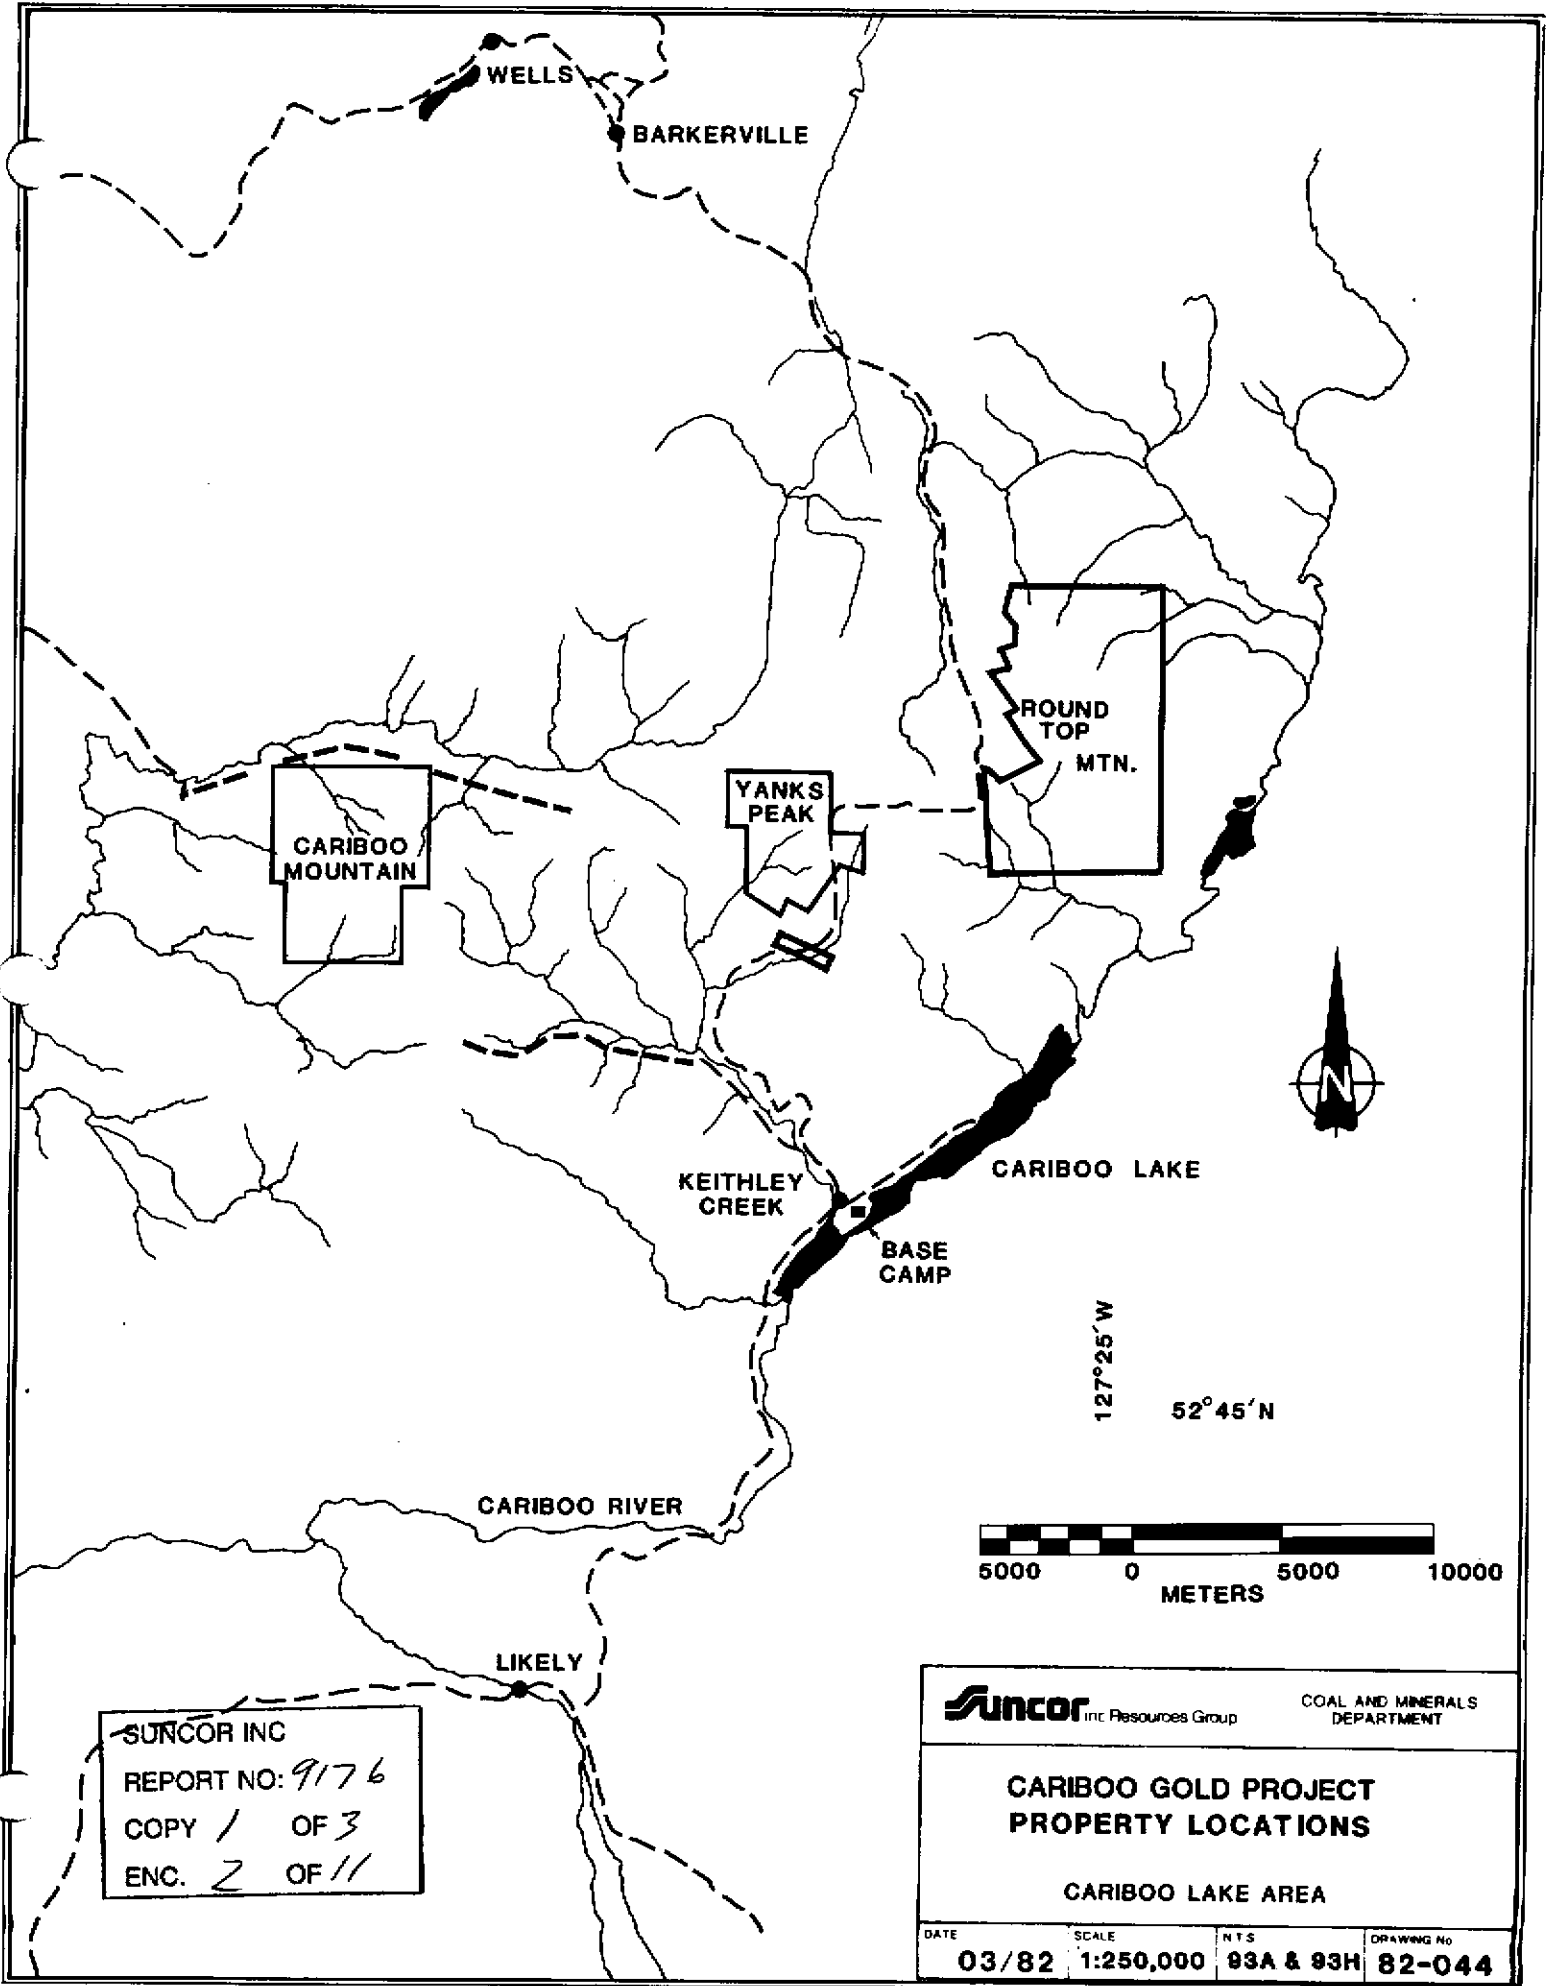 WELLS
BARKERVILLE
ROUND
TOP
MTN.
YANKS
PEAK
CARIBOO
MOUNTAIN
N
CARIBOO LAKE
KEITHLEY
CREEK
BASE
CAMP
127°25´W
52°45´N
CARIBOO RIVER
5000 0 5000 10000
METERS
LIKELY
SUNCOR INC
REPORT NO: 9176
COPY 1 OF 3
ENC. 2 OF 11
Suncor Inc Resources Group
COAL AND MINERALS
DEPARTMENT
CARIBOO GOLD PROJECT
PROPERTY LOCATIONS
CARIBOO LAKE AREA
DATE SCALE NTS DRAWING No
03/82 1:250,000 93A & 93H 82-044